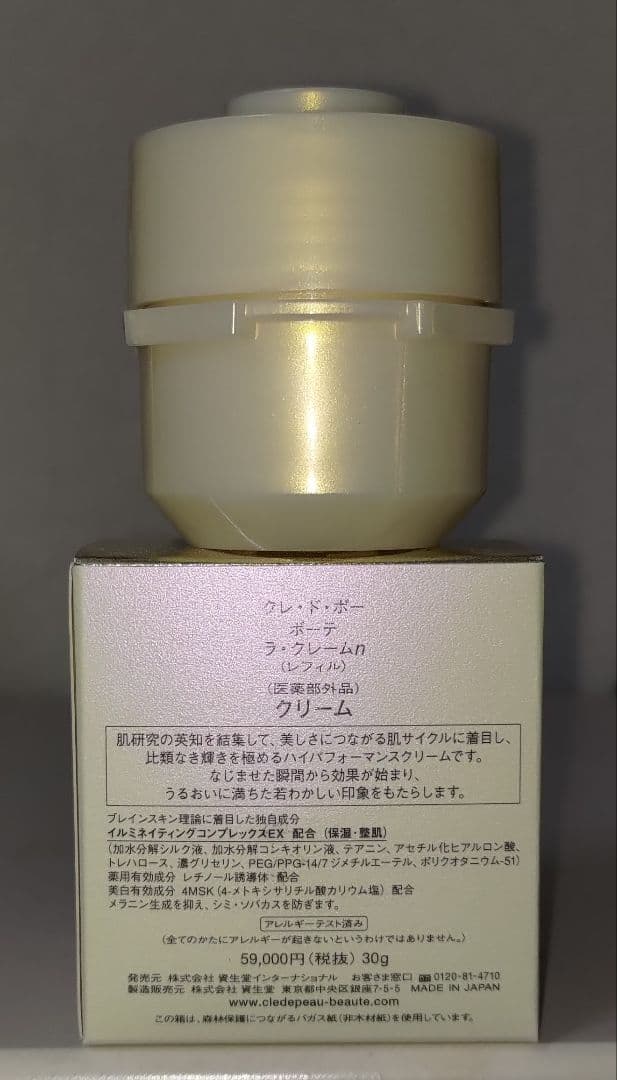 クレ・ド・ポー
ボーテ
ラ・クレームn
(レフィル)
(医薬部外品)
クリーム
肌研究の英知を結集して、美しさにつながる肌サイクルに着目し、
比類なき輝きを極めるハイパフォーマンスクリームです。
なじませた瞬間から効果が始まり、
うるおいに満ちた若わかしい印象をもたらします。
ブレインスキン理論に着目した独自成分
イルミネイティングコンプレックスEX 配合(保湿・整肌)
(加水分解シルク液、加水分解コンキオリン液、テアニン、アセチル化ヒアルロン酸、
トレハロース、濃グリセリン、PEG/PPG-14/7ジメチルエーテル、ポリクオタニウム-51)
薬用有効成分 レチノール誘導体 配合
美白有効成分 4MSK(4-メトキシサリチル酸カリウム塩) 配合
メラニン生成を抑え、シミ・ソバカスを防ぎます。
アレルギーテスト済み
(全てのかたにアレルギーが起きないというわけではありません。)
59,000円(税抜) 30g
発売元 株式会社 資生堂インターナショナル お客さま窓口 0120-81-4710
製造販売元 株式会社 資生堂 東京都中央区銀座7-5-5 MADE IN JAPAN
www.cledepeau-beaute.com
この箱は、森林保護につながるバガス紙(非木材紙)を使用しています。